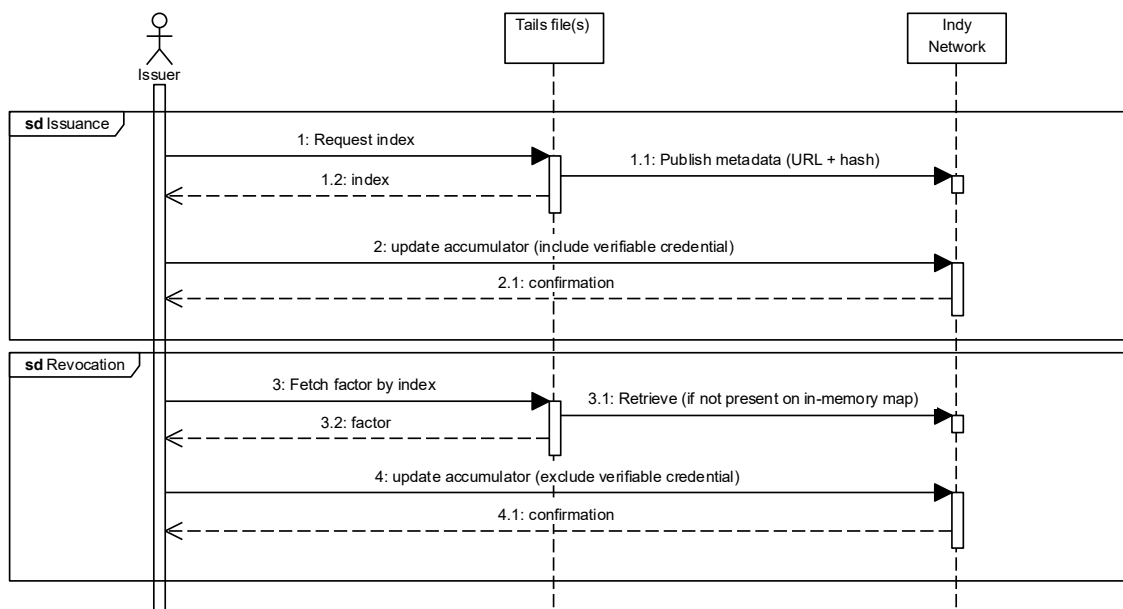 Issuer
Tails file(s)
Indy
Network
sd Issuance
1: Request index
1.1: Publish metadata (URL + hash)
1.2: index
2: update accumulator (include verifiable credential)
2.1: confirmation
sd Revocation
3: Fetch factor by index
3.1: Retrieve (if not present on in-memory map)
3.2: factor
4: update accumulator (exclude verifiable credential)
4.1: confirmation